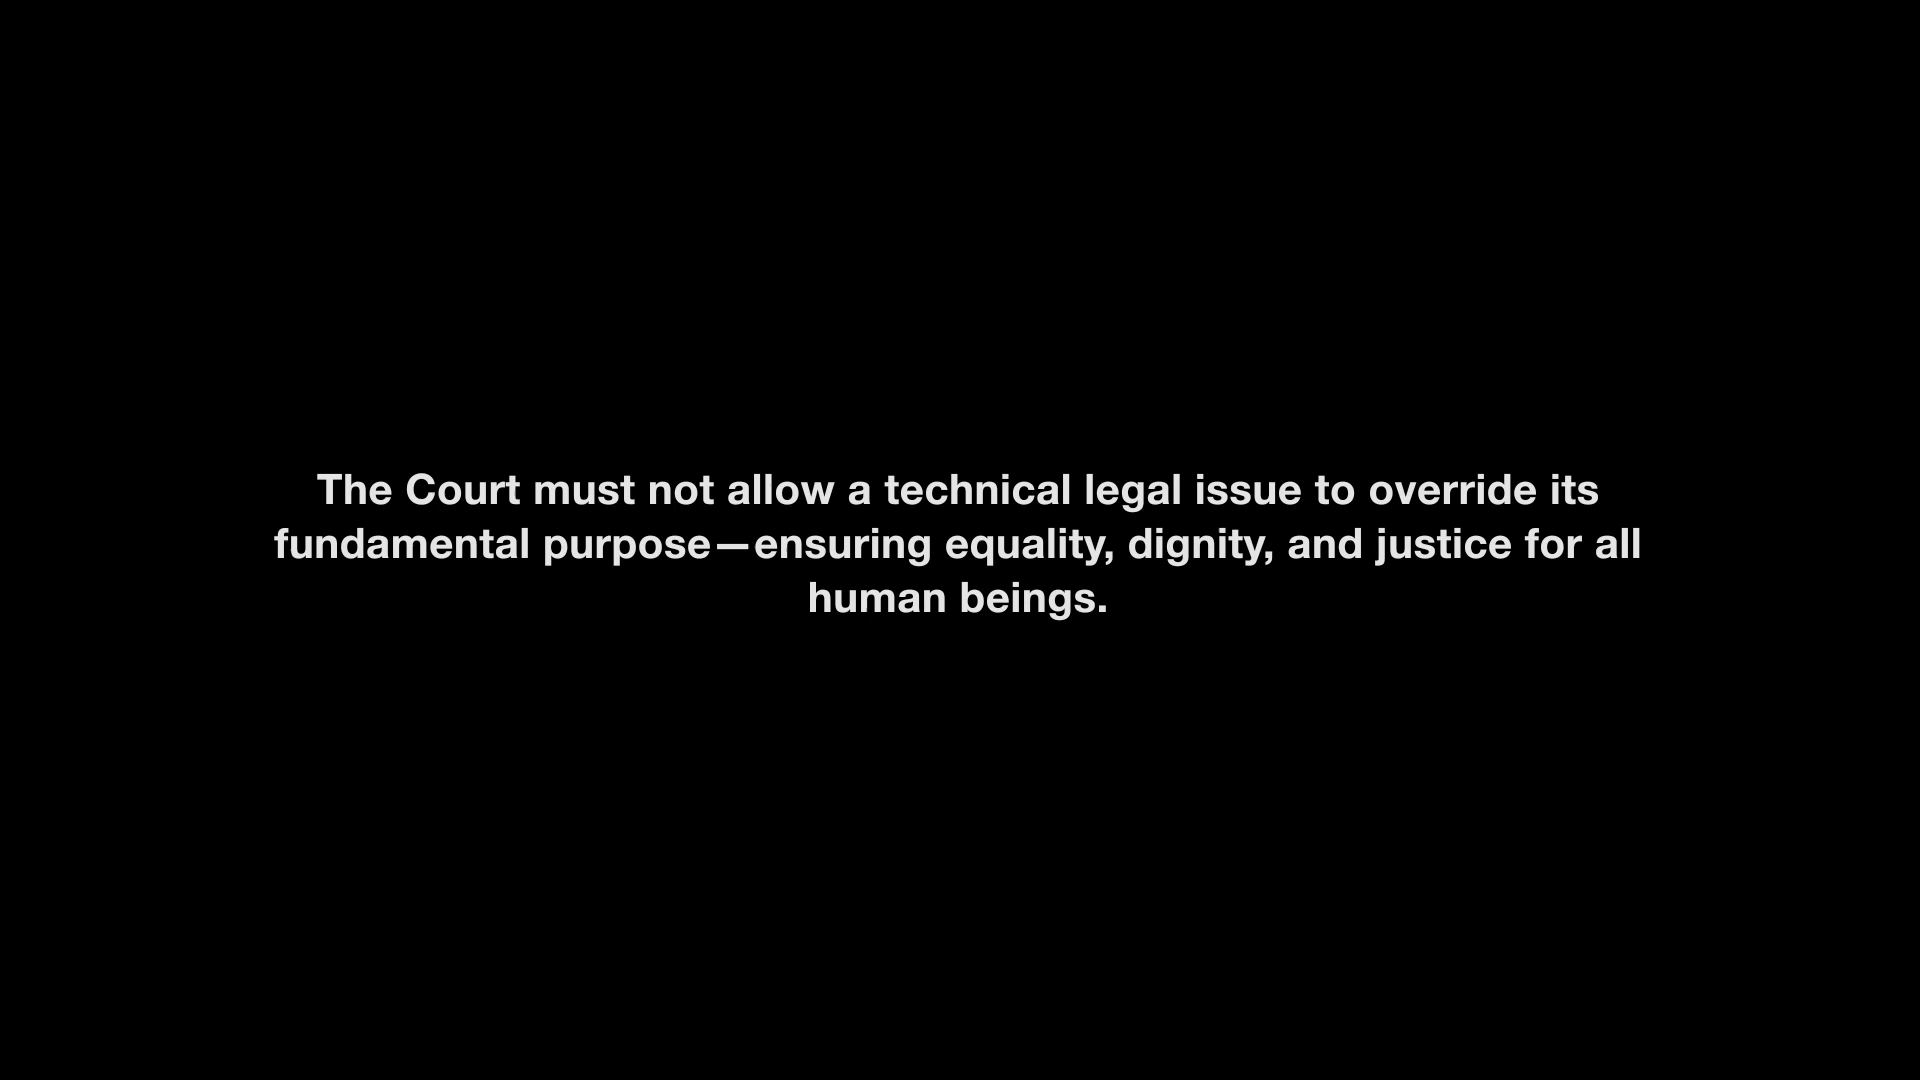 The Court must not allow a technical legal issue to override its
fundamental purpose—ensuring equality, dignity, and justice for all
human beings.